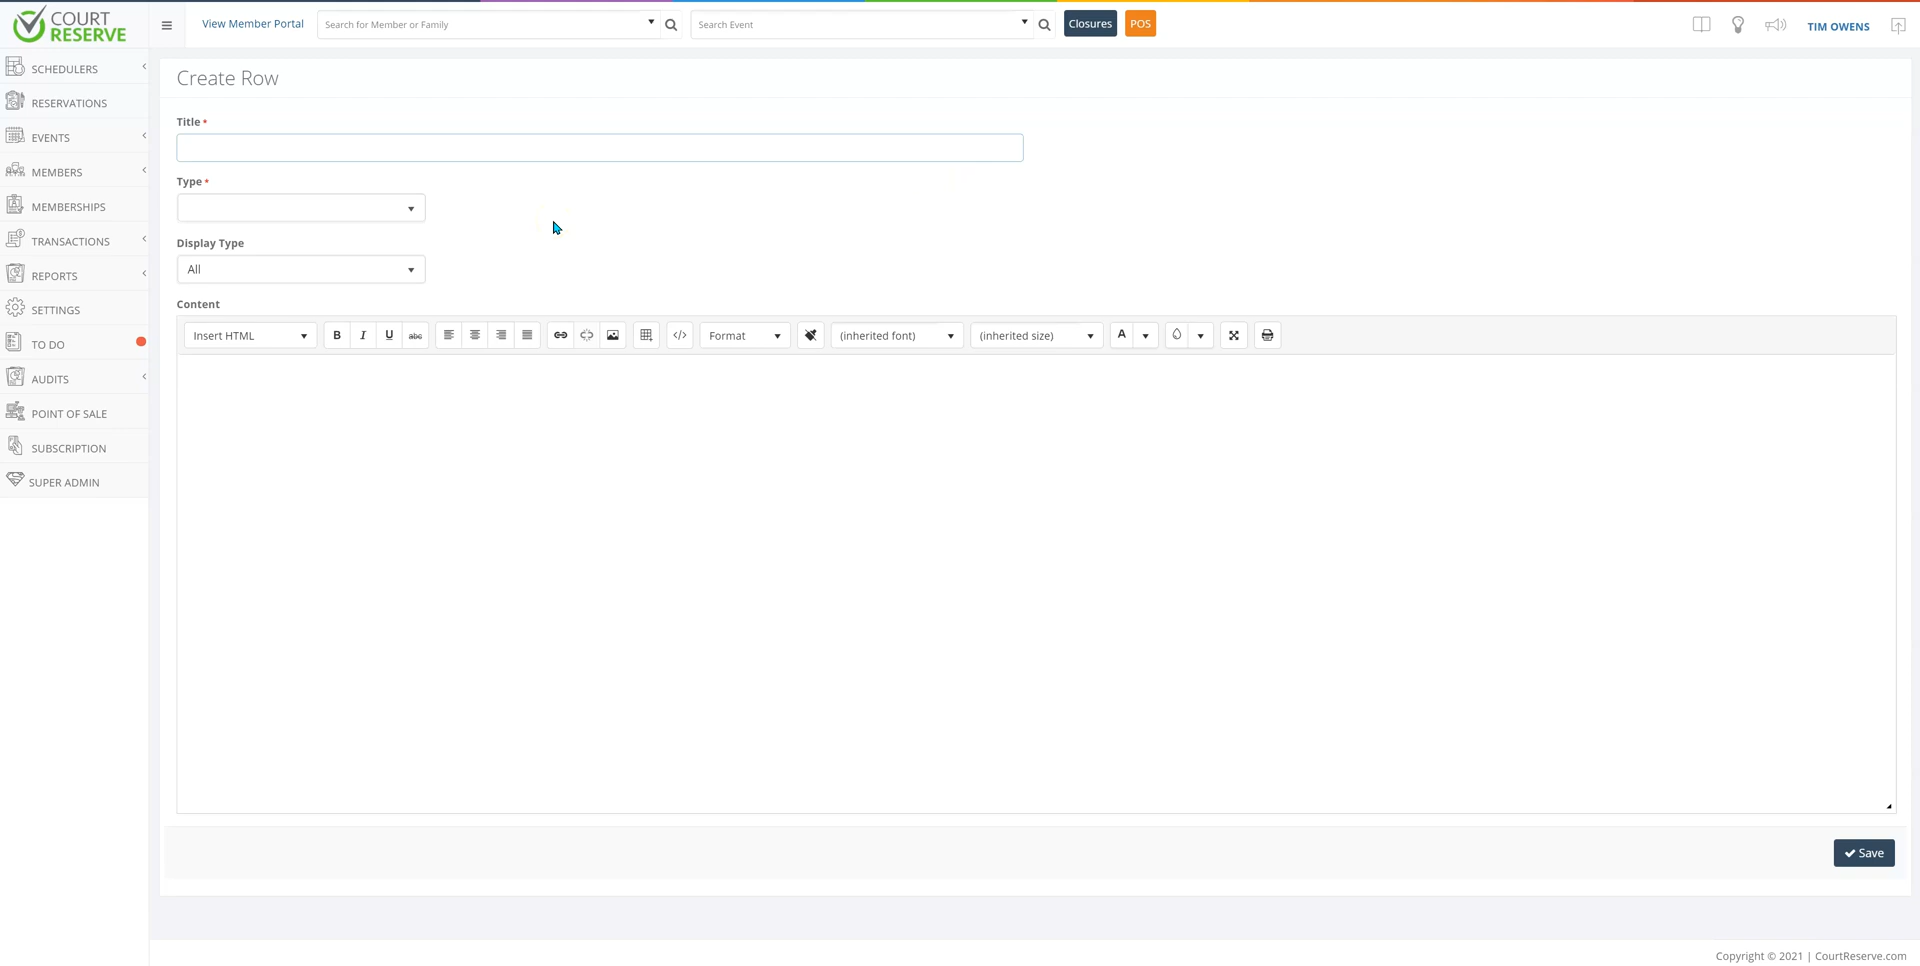 COURT
RESERVE
View Member Portal
Search for Member or Family
Search Event
Closures
POS
TIM OWENS
SCHEDULERS
RESERVATIONS
EVENTS
MEMBERS
MEMBERSHIPS
TRANSACTIONS
REPORTS
SETTINGS
TO DO
AUDITS
POINT OF SALE
SUBSCRIPTION
SUPER ADMIN
Create Row
Title *
Type *
Display Type
All
Content
Insert HTML
B I U abc
</>
Format
(inherited font)
(inherited size)
A
Save
Copyright © 2021 | CourtReserve.com